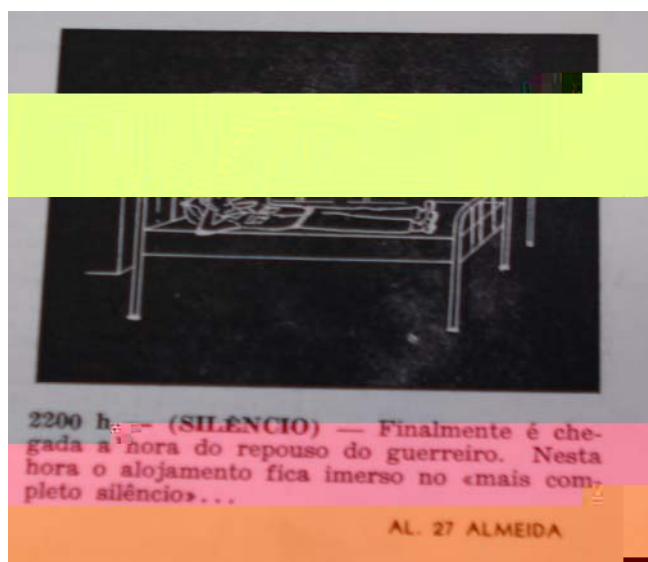 2200 h — (SILÊNCIO) — Finalmente é che-
gada a hora do repouso do guerreiro. Nesta
hora o alojamento fica imerso no «mais com-
pleto silêncio»...
AL. 27 ALMEIDA